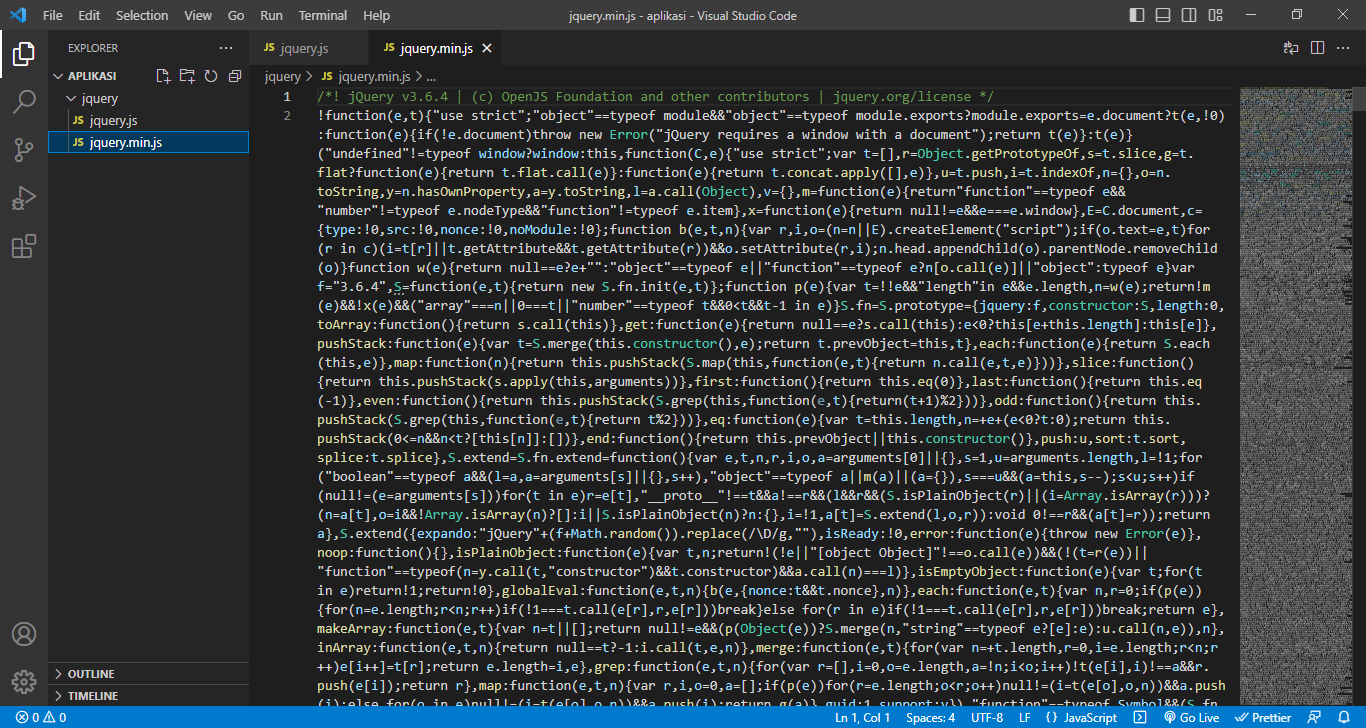 File Edit Selection View Go Run Terminal Help
jquery.min.js - aplikasi - Visual Studio Code
EXPLORER
APLIKASI
jquery
JS jquery.js
JS jquery.min.js
OUTLINE
TIMELINE
JS jquery.js
JS jquery.min.js
jquery > JS jquery.min.js > ...
1 /*! jQuery v3.6.4 | (c) OpenJS Foundation and other contributors | jquery.org/license */
2 !function(e,t){"use strict";"object"==typeof module&&"object"==typeof module.exports?module.exports=e.document?t(e,!0)
:function(e){if(!e.document)throw new Error("jQuery requires a window with a document");return t(e)}:t(e)}
("undefined"!=typeof window?window:this,function(C,e){"use strict";var t=[],r=Object.getPrototypeOf,s=t.slice,g=t.
flat?function(e){return t.flat.call(e)}:function(e){return t.concat.apply([],e)},u=t.push,i=t.indexOf,n={},o=n.
toString,y=n.hasOwnProperty,a=y.toString,l=a.call(Object),v={},m=function(e){return"function"==typeof e&&
"number"!=typeof e.nodeType&&"function"!=typeof e.item},x=function(e){return null!=e&&e===e.window},E=C.document,c=
{type:!0,src:!0,nonce:!0,noModule:!0};function b(e,t,n){var r,i,o=(n=n||E).createElement("script");if(o.text=e,t)for
(r in c)(i=t[r]||t.getAttribute&&t.getAttribute(r))&&o.setAttribute(r,i);n.head.appendChild(o).parentNode.removeChild
(o)}function w(e){return null==e?e+"":"object"==typeof e||"function"==typeof e?n[o.call(e)]||"object":typeof e}var
f="3.6.4",S=function(e,t){return new S.fn.init(e,t)};function p(e){var t=!!e&&"length"in e&&e.length,n=w(e);return!m
(e)&&!x(e)&&("array"===n||0===t||"number"==typeof t&&0<t&&t-1 in e)}S.fn=S.prototype={jquery:f,constructor:S,length:0,
toArray:function(){return s.call(this)},get:function(e){return null==e?s.call(this):e<0?this[e+this.length]:this[e]},
pushStack:function(e){var t=S.merge(this.constructor(),e);return t.prevObject=this,t},each:function(e){return S.each
(this,e)},map:function(n){return this.pushStack(S.map(this,function(e,t){return n.call(e,t,e)}))},slice:function()
{return this.pushStack(s.apply(this,arguments))},first:function(){return this.eq(0)},last:function(){return this.eq
(-1)},even:function(){return this.pushStack(S.grep(this,function(e,t){return(t+1)%2}))},odd:function(){return this.
pushStack(S.grep(this,function(e,t){return t%2}))},eq:function(e){var t=this.length,n=+e+(e<0?t:0);return this.
pushStack(0<=n&&n<t?[this[n]]:[])},end:function(){return this.prevObject||this.constructor()},push:u,sort:t.sort,
splice:t.splice},S.extend=S.fn.extend=function(){var e,t,n,r,i,o,a=arguments[0]||{},s=1,u=arguments.length,l=!1;for
("boolean"==typeof a&&(l=a,a=arguments[s]||{},s++),"object"==typeof a||m(a)||(a={}),s===u&&(a=this,s--);s<u;s++)if
(null!=(e=arguments[s]))for(t in e)r=e[t],"__proto__"!==t&&a!==r&&(l&&r&&(S.isPlainObject(r)||(i=Array.isArray(r)))?
(n=a[t],o=i&&!Array.isArray(n)?[]:i||S.isPlainObject(n)?n:{},i=!1,a[t]=S.extend(l,o,r)):void 0!==r&&(a[t]=r));return
a},S.extend({expando:"jQuery"+(f+Math.random()).replace(/\D/g,""),isReady:!0,error:function(e){throw new Error(e)},
noop:function(){},isPlainObject:function(e){var t,n;return!(!e||"[object Object]"!==o.call(e))&&(!(t=r(e))||
"function"==typeof(n=y.call(t,"constructor")&&t.constructor)&&a.call(n)===l)},isEmptyObject:function(e){var t;for(t
in e)return!1;return!0},globalEval:function(e,t,n){b(e,{nonce:t&&t.nonce},n)},each:function(e,t){var n,r=0;if(p(e))
{for(n=e.length;r<n;r++)if(!1===t.call(e[r],r,e[r]))break}else for(r in e)if(!1===t.call(e[r],r,e[r]))break;return e},
makeArray:function(e,t){var n=t||[];return null!=e&&(p(Object(e))?S.merge(n,"string"==typeof e?[e]:e):u.call(n,e)),n},
inArray:function(e,t,n){return null==t?-1:i.call(t,e,n)},merge:function(e,t){for(var n=+t.length,r=0,i=e.length;r<n;r
++)e[i++]=t[r];return e.length=i,e},grep:function(e,t,n){for(var r=[],i=0,o=e.length,a=!n;i<o;i++)!t(e[i],i)!==a&&r.
push(e[i]);return r},map:function(e,t,n){var r,i,o=0,a=[];if(p(e))for(r=e.length;o<r;o++)null!=(i=t(e[o],o,n))&&a.push
(i);else for(o in e)null!=(i=t(e[o],o,n))&&a.push(i);return g(a)},guid:1,support:v}),"function"==typeof Symbol&&(S.fn
0 0
Ln 1, Col 1 Spaces: 4 UTF-8 LF {} JavaScript Go Live Prettier